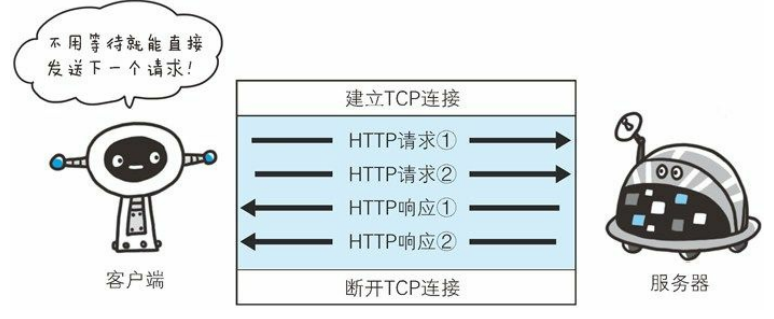 不用等待就能直接
发送下一个请求!
建立TCP连接
HTTP请求①
HTTP请求②
HTTP响应①
HTTP响应②
断开TCP连接
客户端
服务器